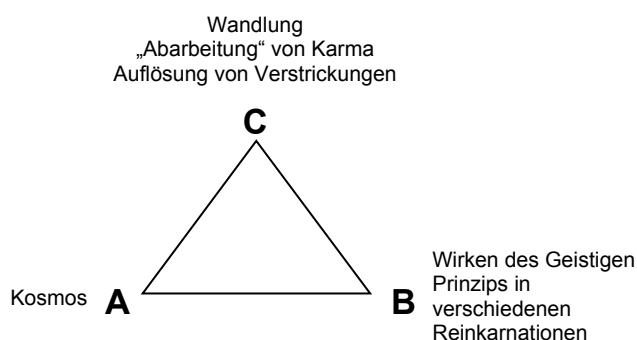 Wandlung
„Abarbeitung“ von Karma
Auflösung von Verstrickungen
C
Kosmos A
B
Wirken des Geistigen
Prinzips in
verschiedenen
Reinkarnationen